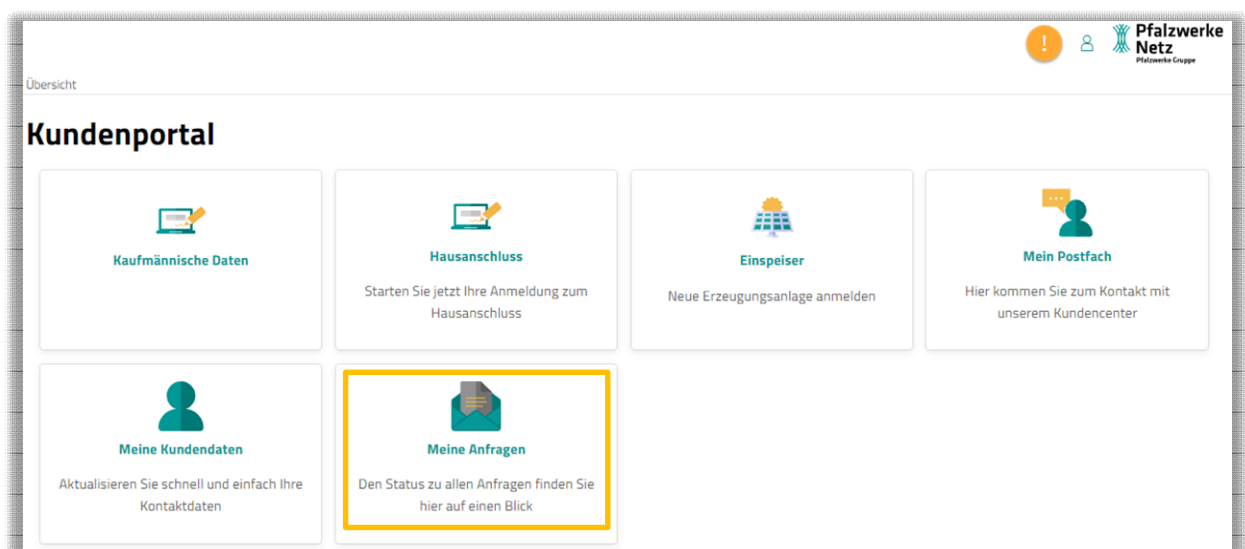 !
Pfalzwerke
Netz
Pfalzwerke Gruppe
Übersicht
Kundenportal
Kaufmännische Daten
Hausanschluss
Starten Sie jetzt Ihre Anmeldung zum
Hausanschluss
Einspeiser
Neue Erzeugungsanlage anmelden
Mein Postfach
Hier kommen Sie zum Kontakt mit
unserem Kundencenter
Meine Kundendaten
Aktualisieren Sie schnell und einfach Ihre
Kontaktdaten
Meine Anfragen
Den Status zu allen Anfragen finden Sie
hier auf einen Blick